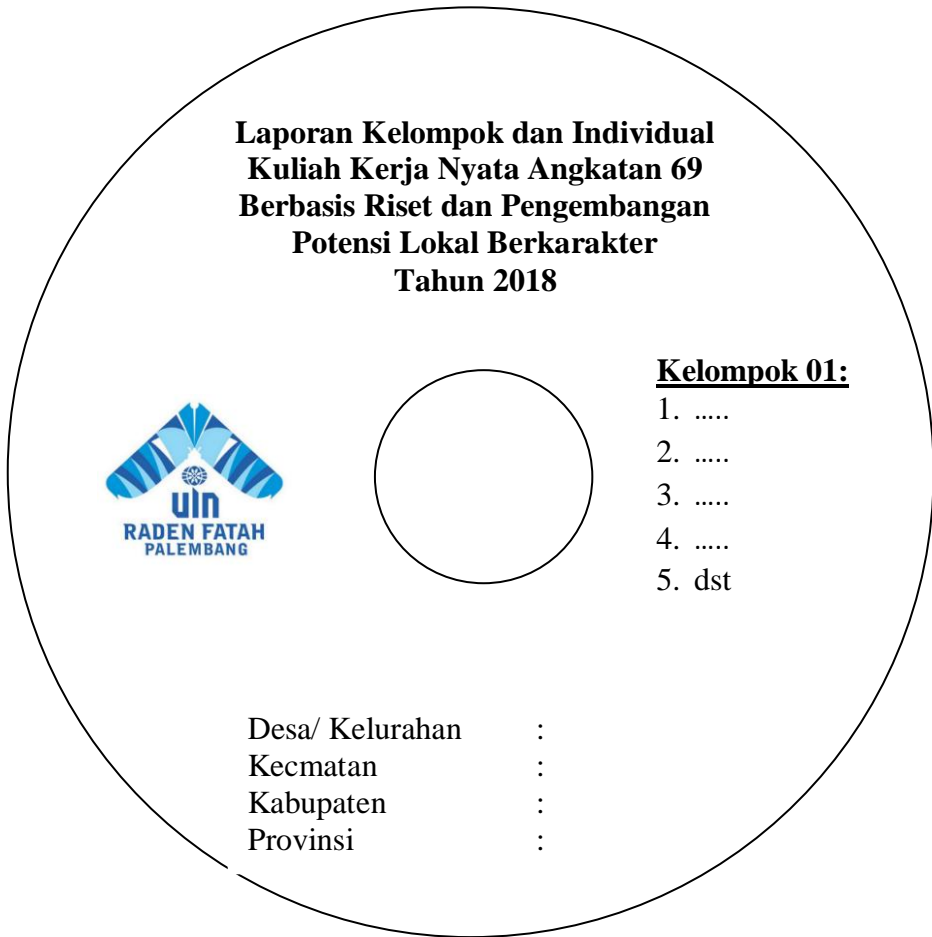 Laporan Kelompok dan Individual
Kuliah Kerja Nyata Angkatan 69
Berbasis Riset dan Pengembangan
Potensi Lokal Berkarakter
Tahun 2018
uin
RADEN FATAH
PALEMBANG
Kelompok 01:
1. .....
2. .....
3. .....
4. .....
5. dst
Desa/ Kelurahan :
Kecmatan :
Kabupaten :
Provinsi :